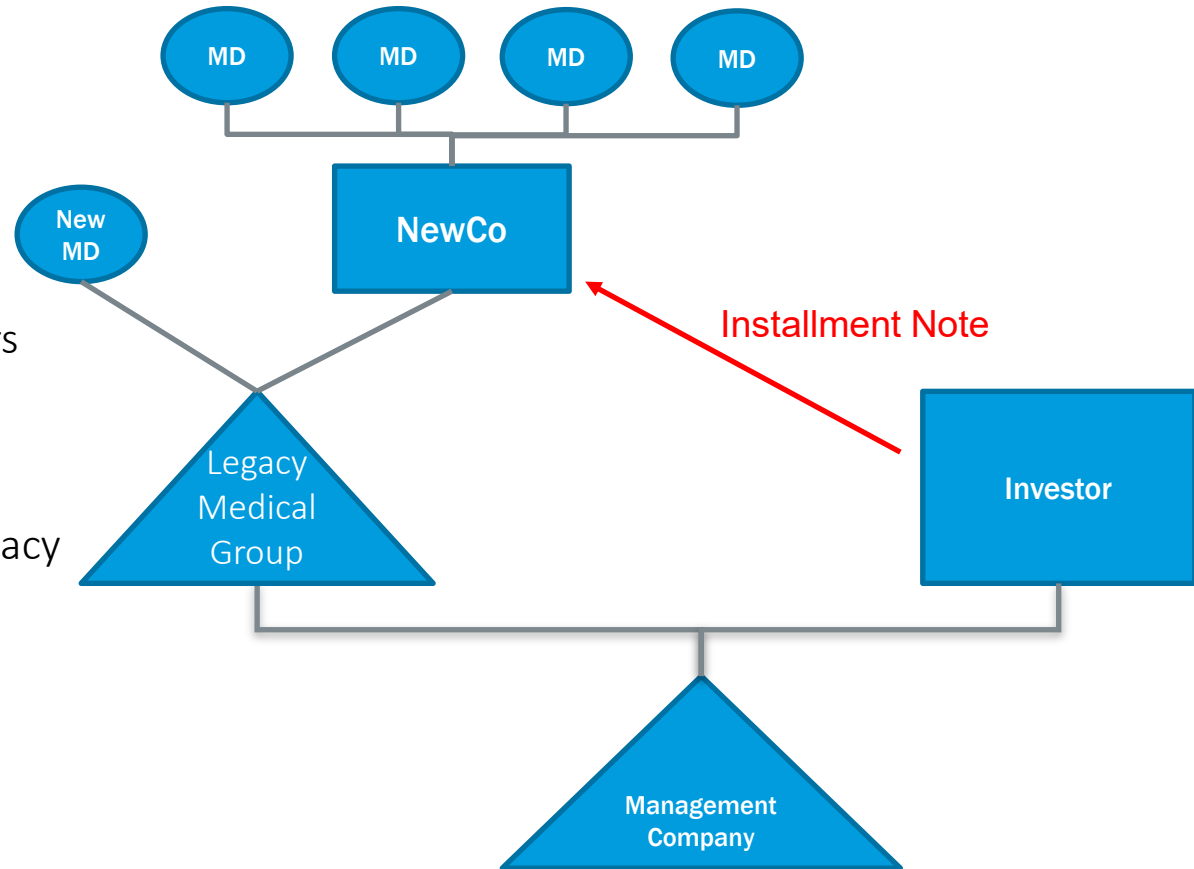 MD
MD
MD
MD
New
MD
NewCo
Installment Note
Legacy
Medical
Group
Investor
Management
Company